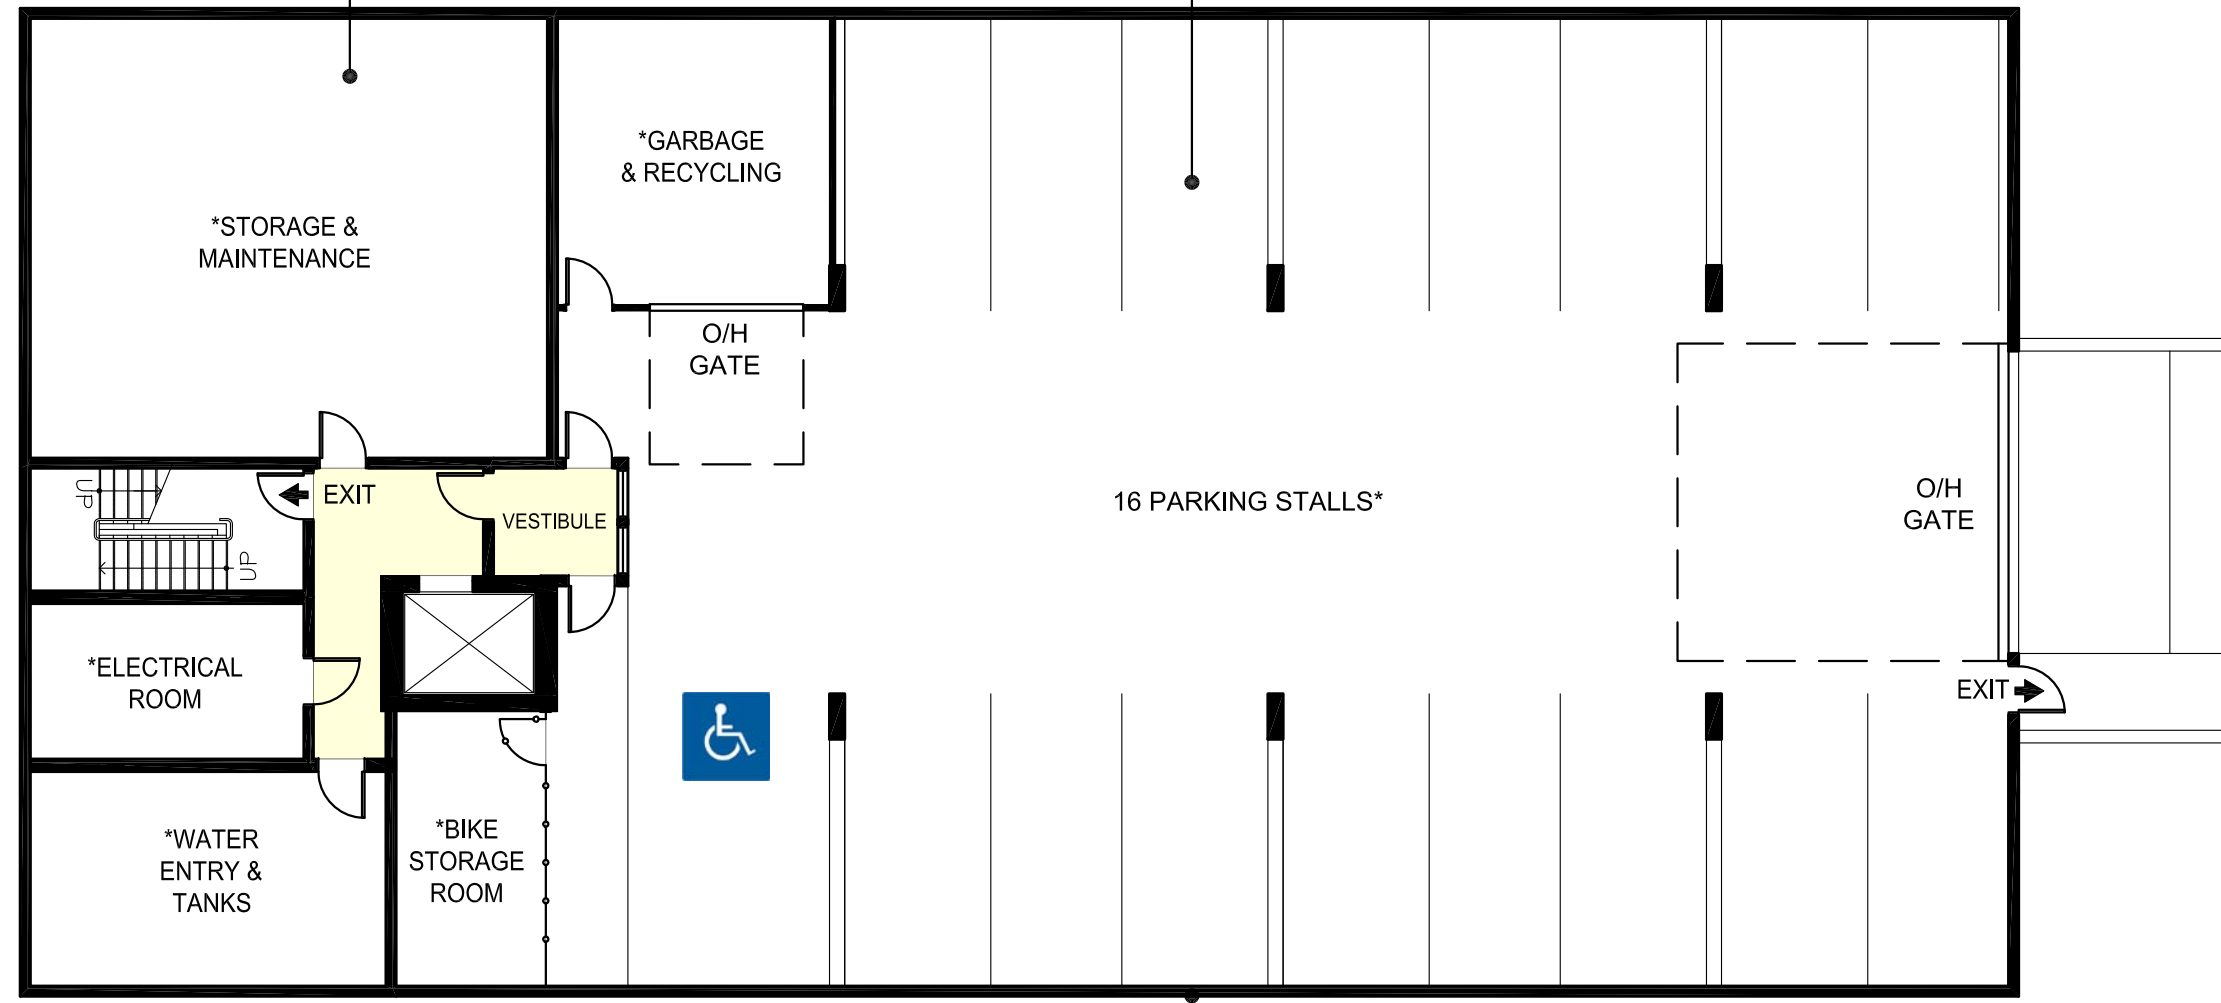 *GARBAGE
& RECYCLING
*STORAGE &
MAINTENANCE
O/H
GATE
UP
EXIT
VESTIBULE
16 PARKING STALLS*
O/H
GATE
UP
*ELECTRICAL
ROOM
EXIT
*WATER
ENTRY &
TANKS
*BIKE
STORAGE
ROOM